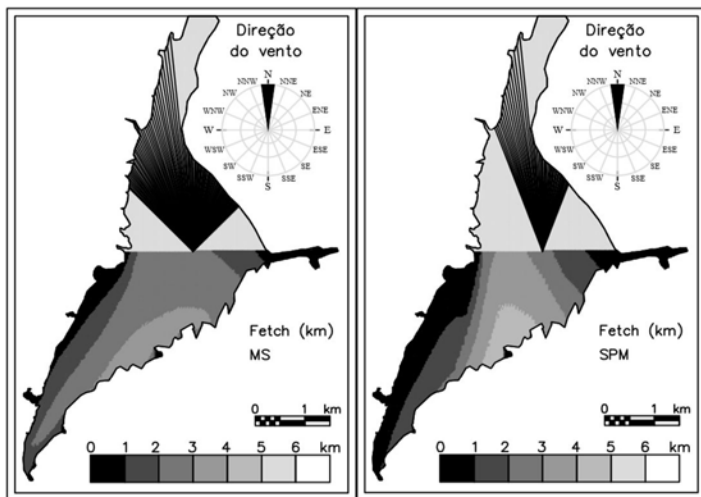 Direção
do vento
N
NNW
NNE
NW
NE
WNW
ENE
W
E
WSW
ESE
SW
SE
SSW
SSE
S
Fetch (km)
MS
0 1 km
0 1 2 3 4 5 6 km
Direção
do vento
N
NNW
NNE
NW
NE
WNW
ENE
W
E
WSW
ESE
SW
SE
SSW
SSE
S
Fetch (km)
SPM
0 1 km
0 1 2 3 4 5 6 km